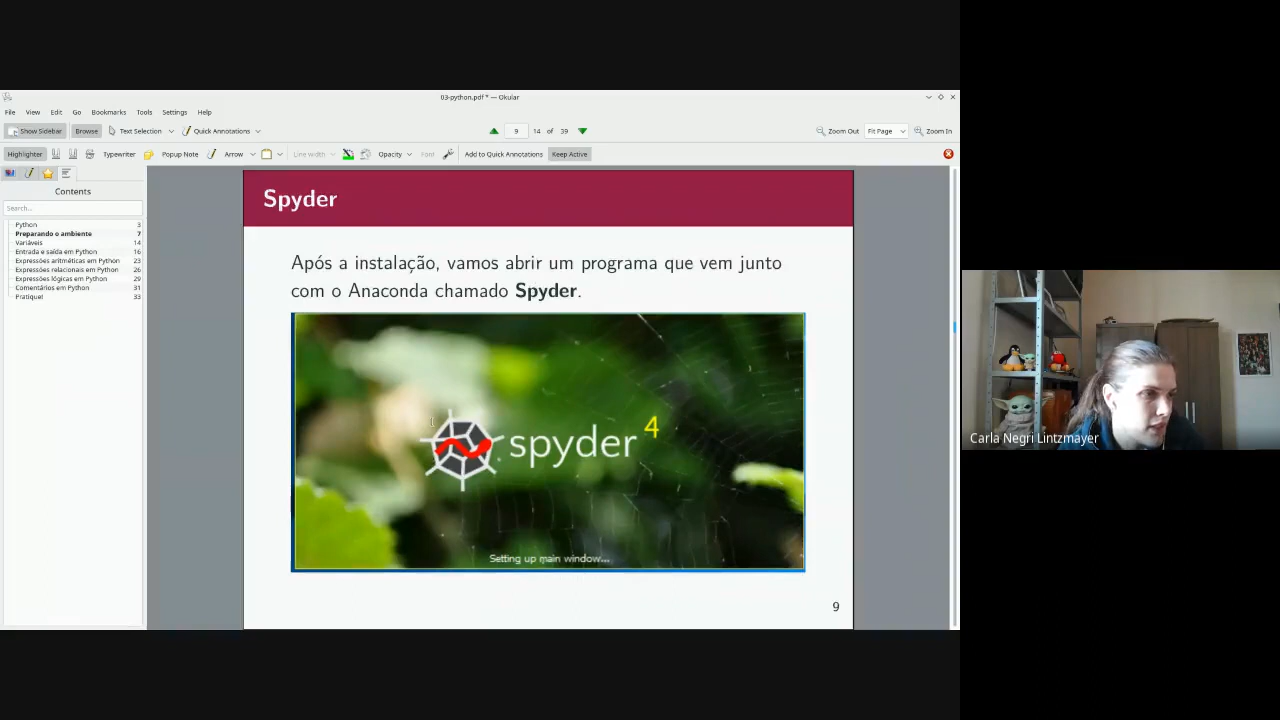 03-python.pdf * — Okular
File View Edit Go Bookmarks Tools Settings Help
Show Sidebar Browse Text Selection Quick Annotations 9 14 of 39 Zoom Out Fit Page Zoom In
Highlighter Typewriter Popup Note Arrow Line width Opacity Font Add to Quick Annotations Keep Active
Contents
Search...
Python 3
Preparando o ambiente 7
Variáveis 14
Entrada e saída em Python 16
Expressões aritméticas em Python 23
Expressões relacionais em Python 26
Expressões lógicas em Python 29
Comentários em Python 31
Pratique! 33
Spyder
Após a instalação, vamos abrir um programa que vem junto
com o Anaconda chamado Spyder.
spyder 4
Setting up main window...
9
Carla Negri Lintzmayer